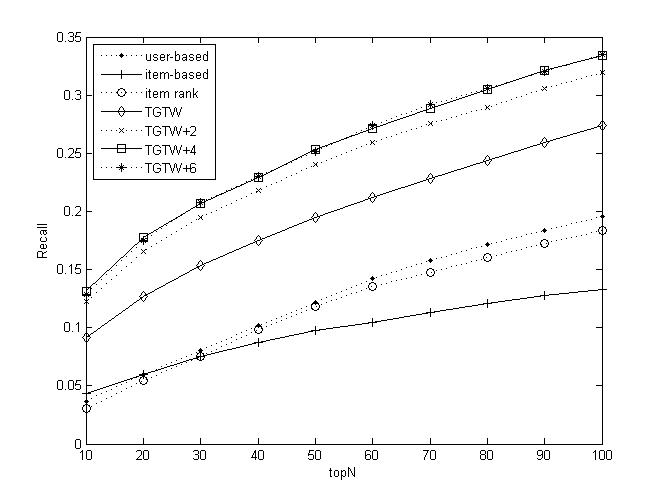 0.35
0.3
0.25
0.2
0.15
0.1
0.05
0
Recall
user-based
item-based
item rank
TGTW
TGTW+2
TGTW+4
TGTW+6
10 20 30 40 50 60 70 80 90 100
topN